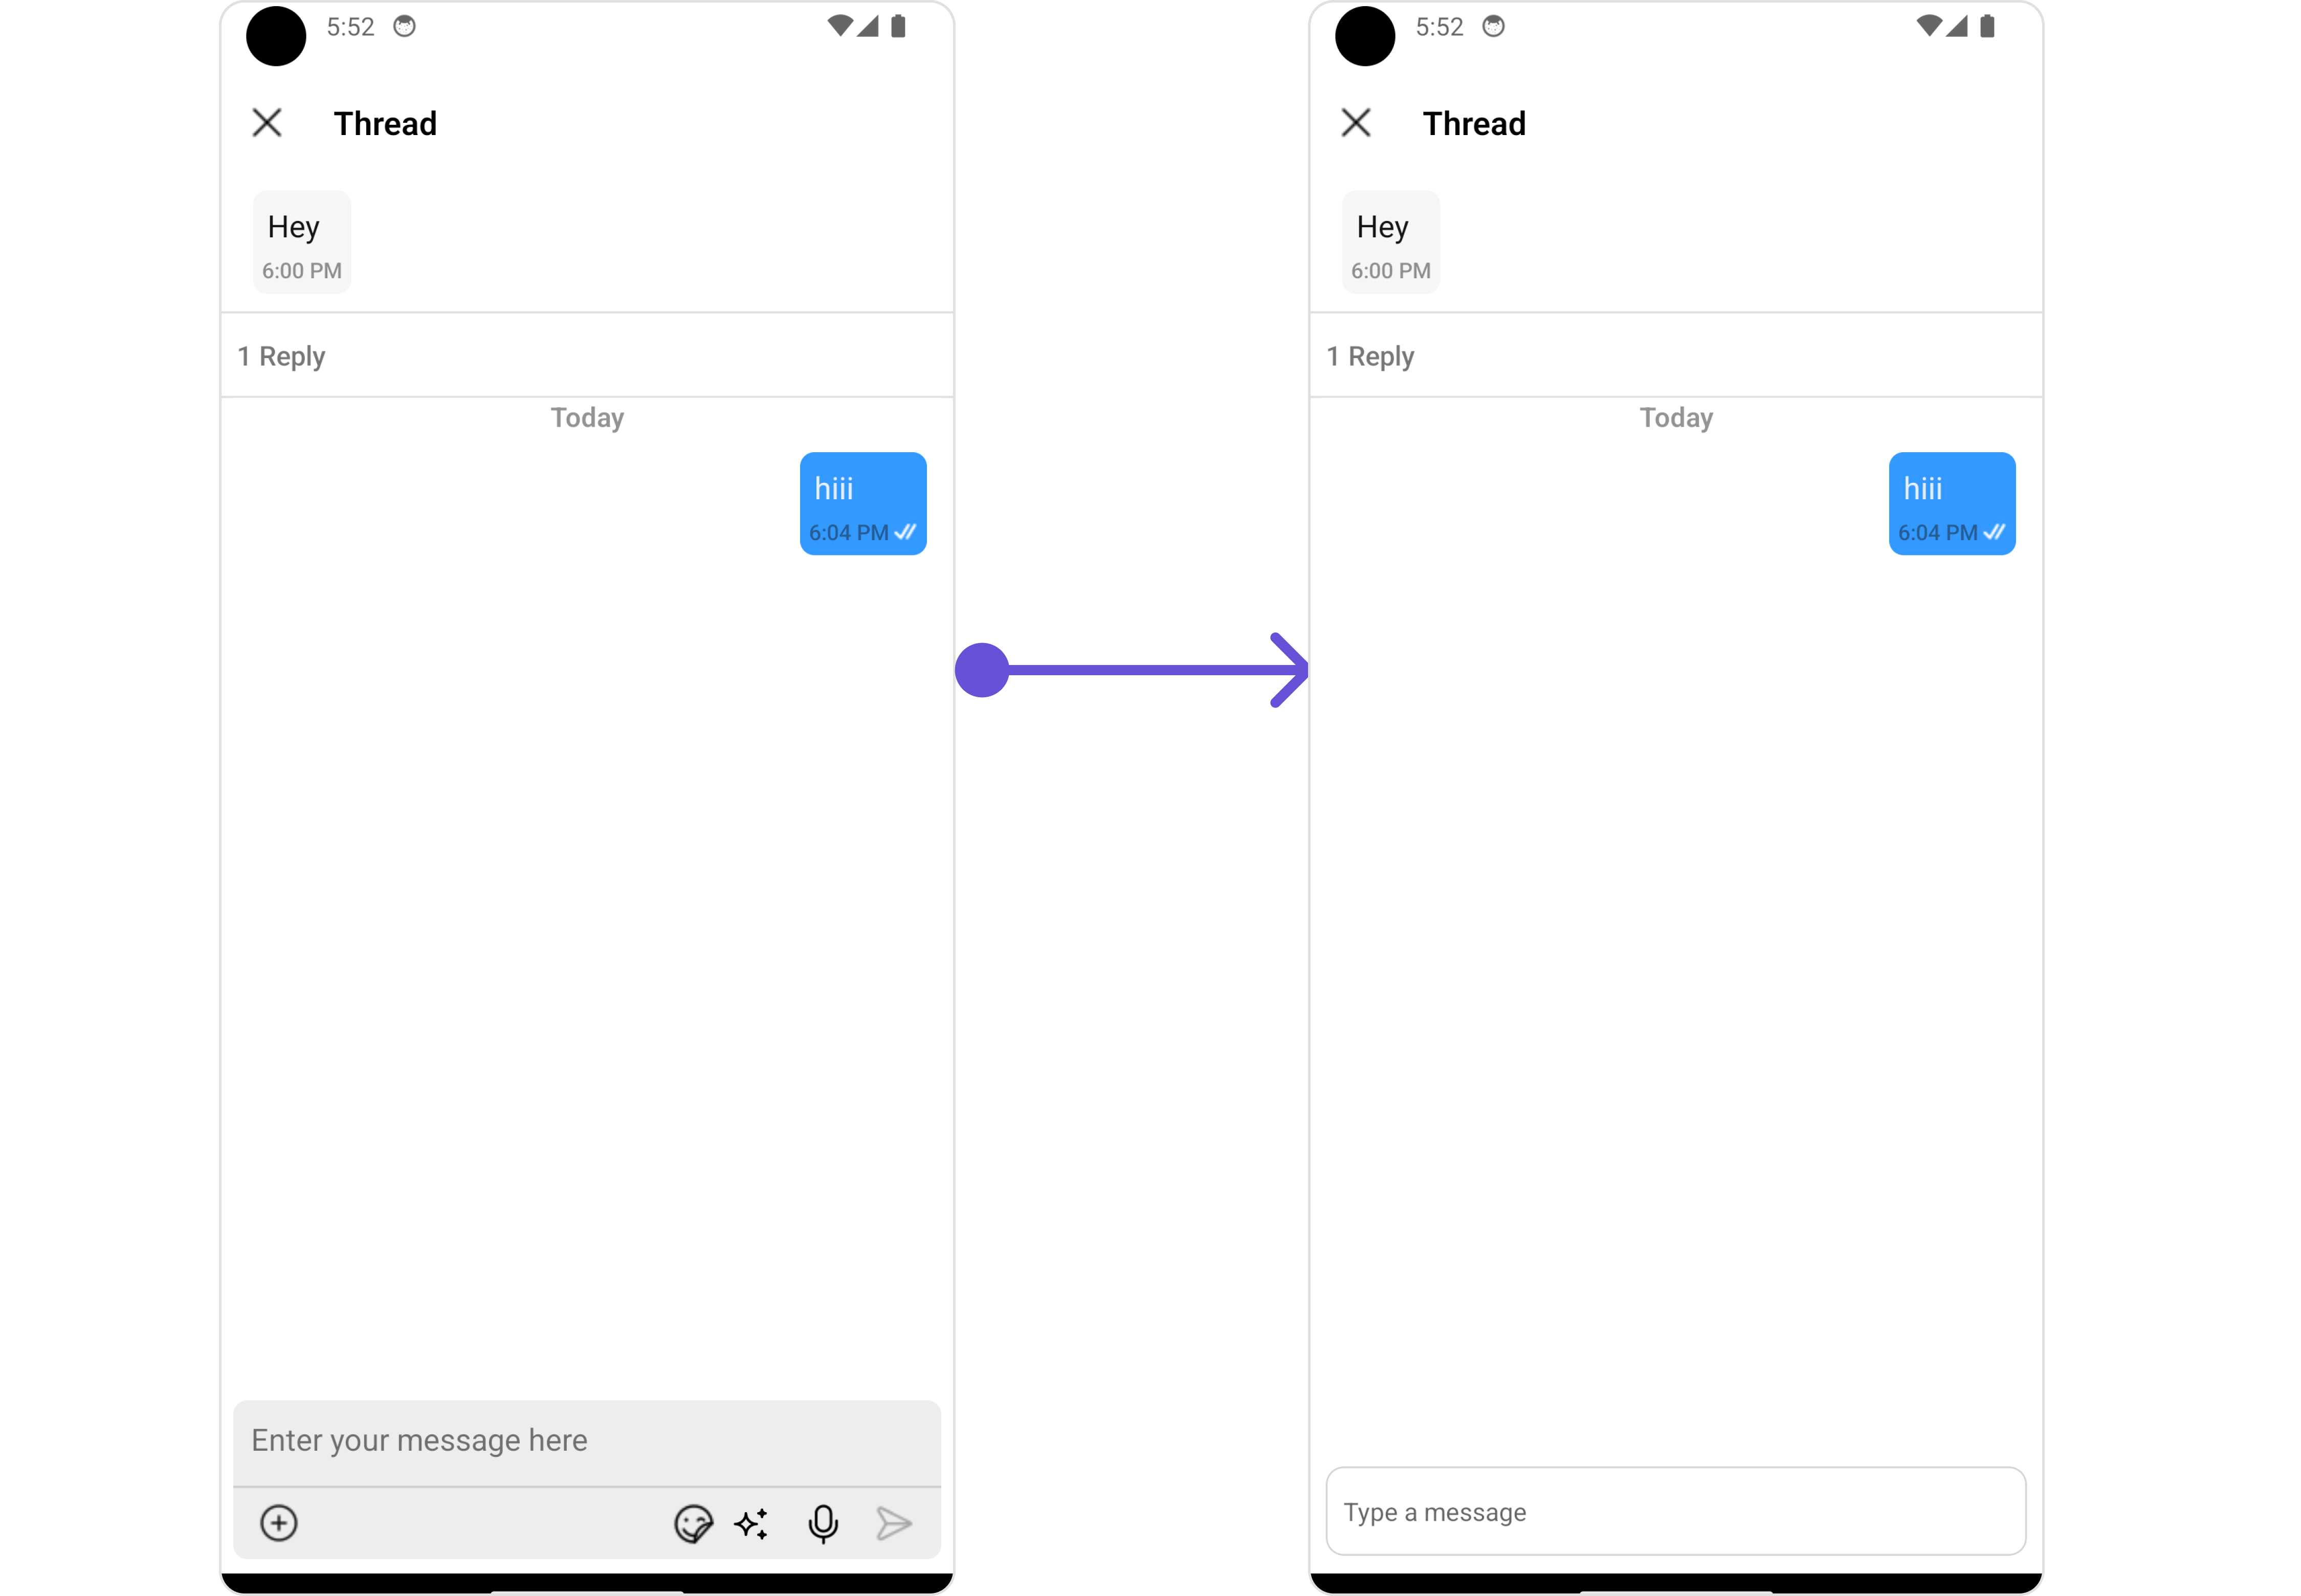 5:52
Thread
Hey
6:00 PM
1 Reply
Today
hiii
6:04 PM
Enter your message here
5:52
Thread
Hey
6:00 PM
1 Reply
Today
hiii
6:04 PM
Type a message